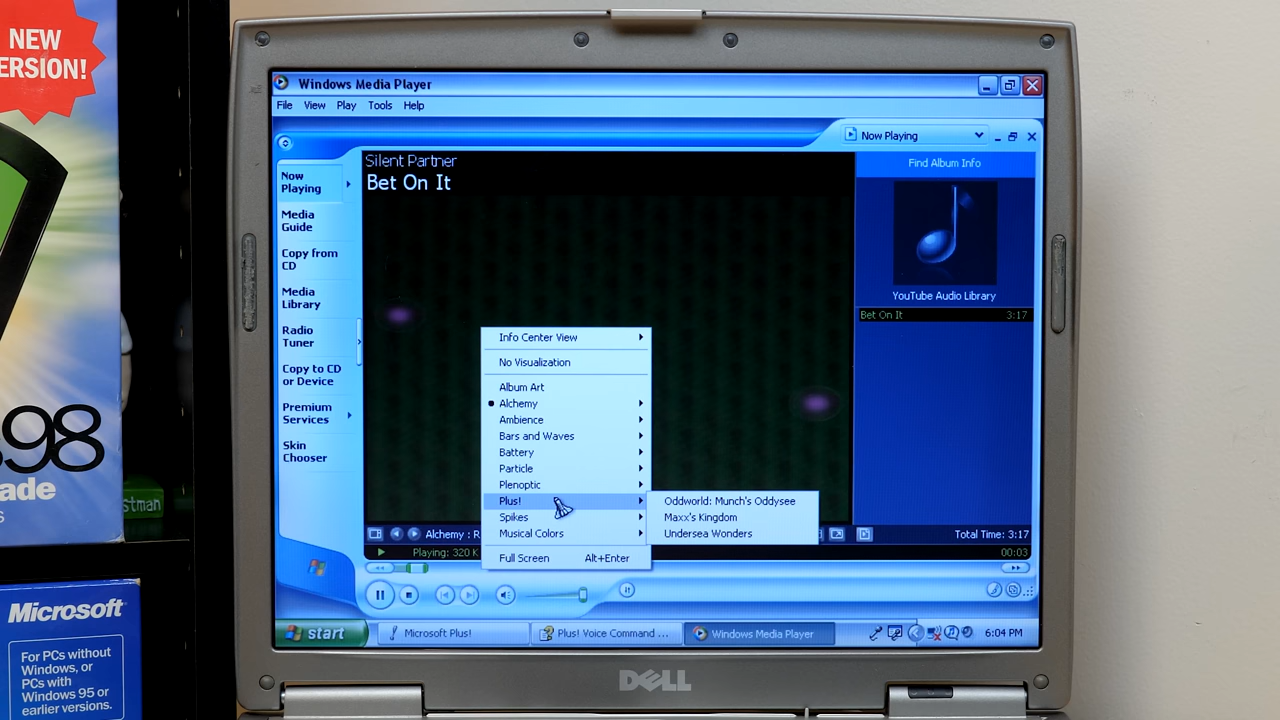 NEW
ERSION!
98
ade
s
stman
Microsoft
For PCs without
Windows, or
PCs with
Windows 95 or
earlier versions.
Windows Media Player
File View Play Tools Help
Now Playing
Now
Playing
Media
Guide
Copy from
CD
Media
Library
Radio
Tuner
Copy to CD
or Device
Premium
Services
Skin
Chooser
Silent Partner
Bet On It
Find Album Info
YouTube Audio Library
Bet On It 3:17
Info Center View
No Visualization
Album Art
Alchemy
Ambience
Bars and Waves
Battery
Particle
Plenoptic
Plus!
Spikes
Musical Colors
Full Screen Alt+Enter
Oddworld: Munch's Oddysee
Maxx's Kingdom
Undersea Wonders
Alchemy : R
Total Time: 3:17
Playing: 320 K
00:03
start
Microsoft Plus!
Plus! Voice Command ...
Windows Media Player
6:04 PM
DELL